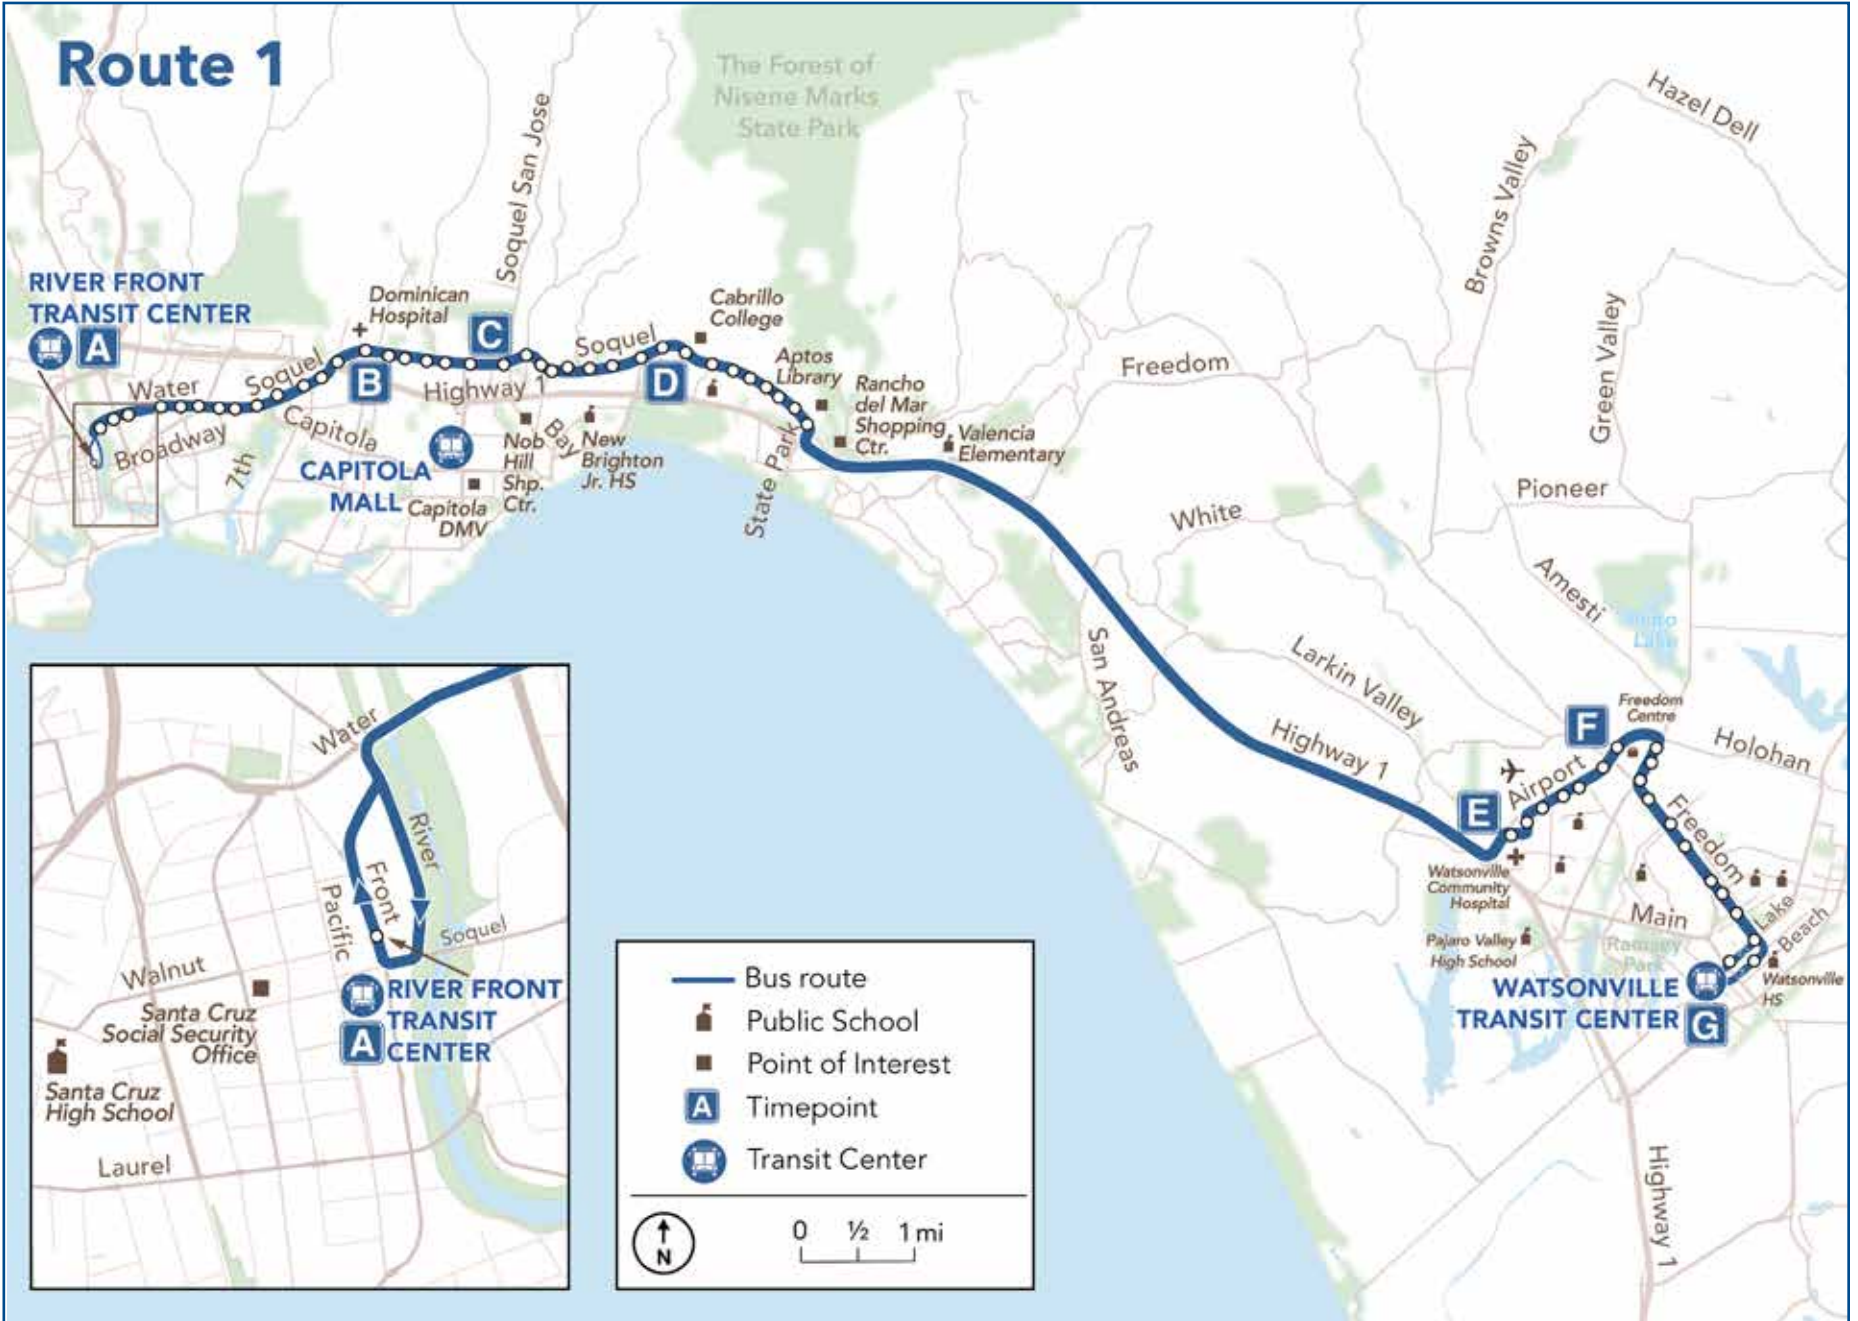 Route 1
The Forest of
Nisene Marks
State Park
Hazel Dell
Browns Valley
Green Valley
Soquel San Jose
RIVER FRONT
TRANSIT CENTER
A
Dominican
Hospital
C
Cabrillo
College
Soquel
Soquel
Water
B
Highway 1
D
Aptos
Library
Rancho
del Mar
Shopping
Ctr.
Valencia
Elementary
Freedom
Broadway
Capitola
7th
CAPITOLA
MALL
Capitola
DMV
Nob
Hill
Shp.
Ctr.
Bay
New
Brighton
Jr. HS
State Park
White
Pioneer
Amesti
Lake
San Andreas
Larkin Valley
Highway 1
Freedom
Centre
F
Holohan
Airport
E
Freedom
Watsonville
Community
Hospital
Main
Lake
Beach
Pajaro Valley
High School
Ramsey
Park
WATSONVILLE
TRANSIT CENTER
G
Watsonville
HS
Highway 1
Water
River
Front
Pacific
Soquel
Walnut
RIVER FRONT
TRANSIT
CENTER
A
Santa Cruz
Social Security
Office
Santa Cruz
High School
Laurel
Bus route
Public School
Point of Interest
A Timepoint
Transit Center
N
0 ½ 1 mi